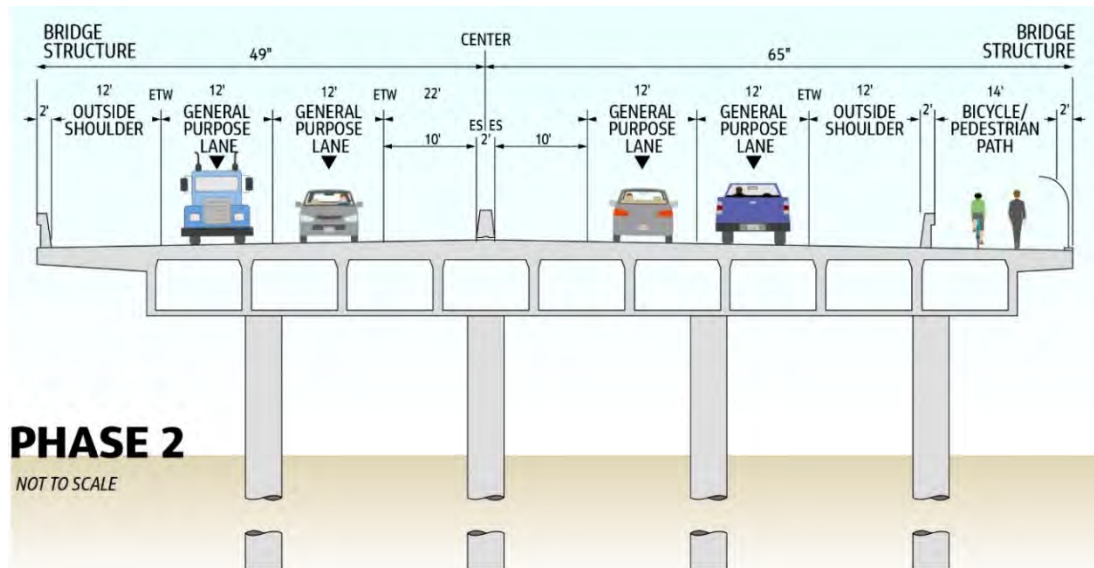 BRIDGE
STRUCTURE
49"
CENTER
65"
BRIDGE
STRUCTURE
2'
12'
OUTSIDE
SHOULDER
ETW
12'
GENERAL
PURPOSE
LANE
12'
GENERAL
PURPOSE
LANE
ETW
22'
10'
ES
ES
2'
10'
12'
GENERAL
PURPOSE
LANE
12'
GENERAL
PURPOSE
LANE
ETW
12'
OUTSIDE
SHOULDER
2'
14'
BICYCLE/
PEDESTRIAN
PATH
2'
PHASE 2
NOT TO SCALE